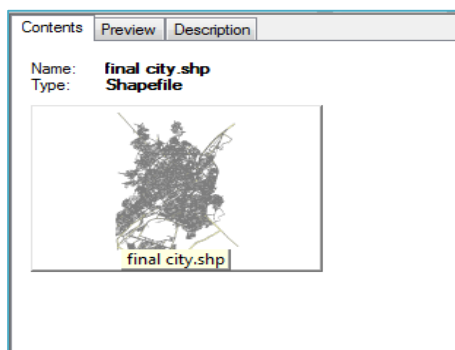 Contents Preview Description
Name: final city.shp
Type: Shapefile
final city.shp